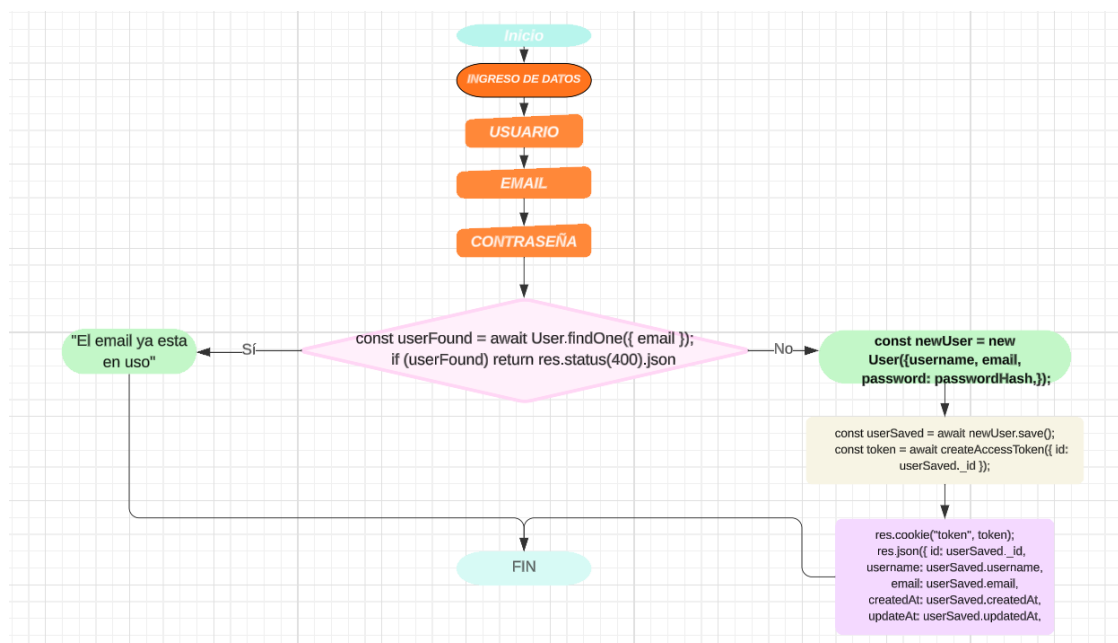 inicio
INGRESO DE DATOS
USUARIO
EMAIL
CONTRASEÑA
const userFound = await User.findOne({ email });
if (userFound) return res.status(400).json
Sí
"El email ya esta
en uso"
No
const newUser = new
User({username, email,
password: passwordHash,});
const userSaved = await newUser.save();
const token = await createAccessToken({ id:
userSaved._id });
res.cookie("token", token);
res.json({ id: userSaved._id,
username: userSaved.username,
email: userSaved.email,
createdAt: userSaved.createdAt,
updateAt: userSaved.updatedAt,
FIN